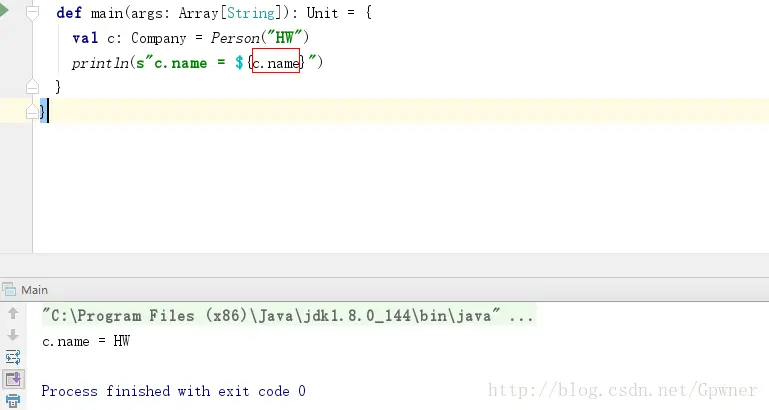 def main(args: Array[String]): Unit = {
val c: Company = Person("HW")
println(s"c.name = ${c.name}")
}
}
Main
"C:\Program Files (x86)\Java\jdk1.8.0_144\bin\java" ...
c.name = HW
Process finished with exit code 0
http://blog.csdn.net/Gpwner